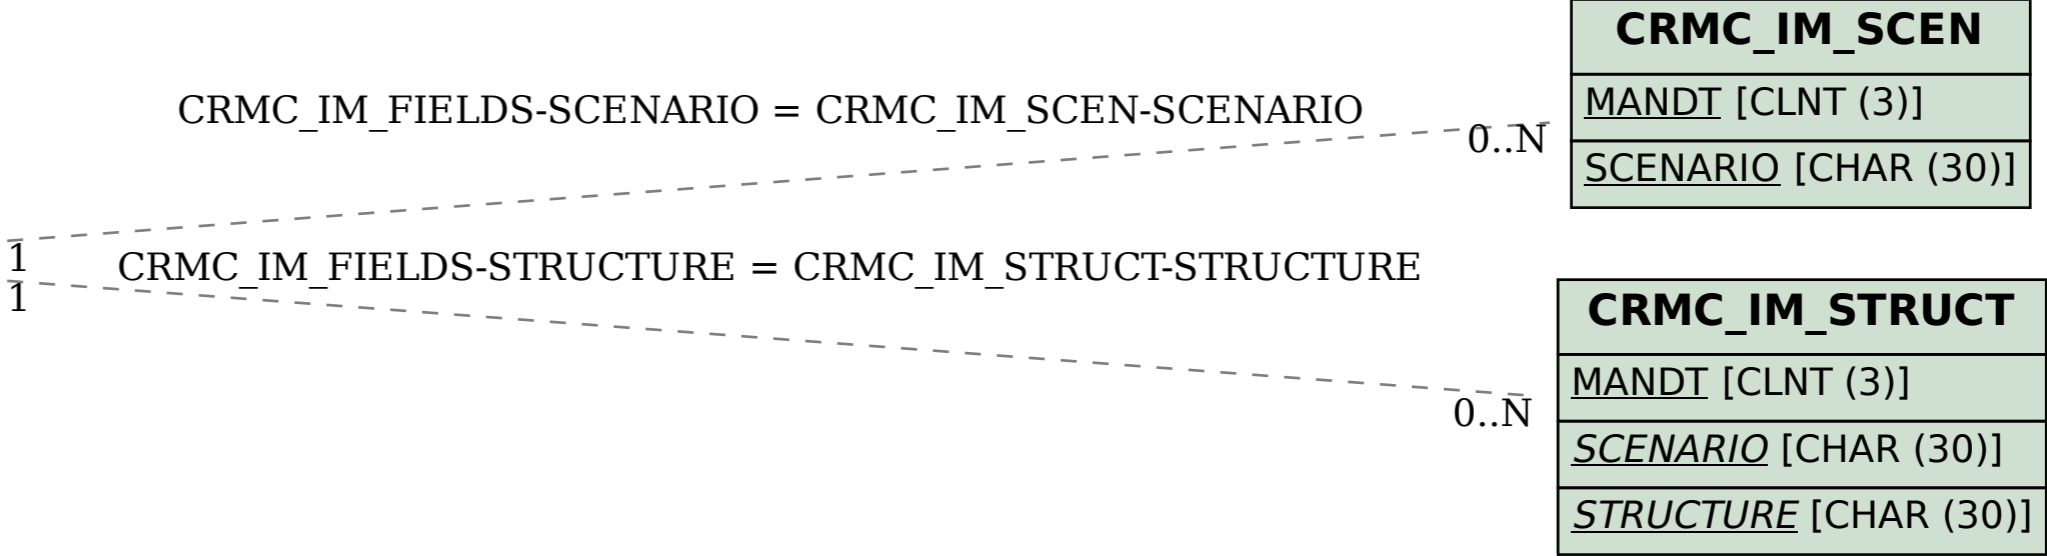 CRMC_IM_SCEN
MANDT [CLNT (3)]
SCENARIO [CHAR (30)]
CRMC_IM_FIELDS-SCENARIO = CRMC_IM_SCEN-SCENARIO
0..N
1
CRMC_IM_FIELDS-STRUCTURE = CRMC_IM_STRUCT-STRUCTURE
1
0..N
CRMC_IM_STRUCT
MANDT [CLNT (3)]
SCENARIO [CHAR (30)]
STRUCTURE [CHAR (30)]